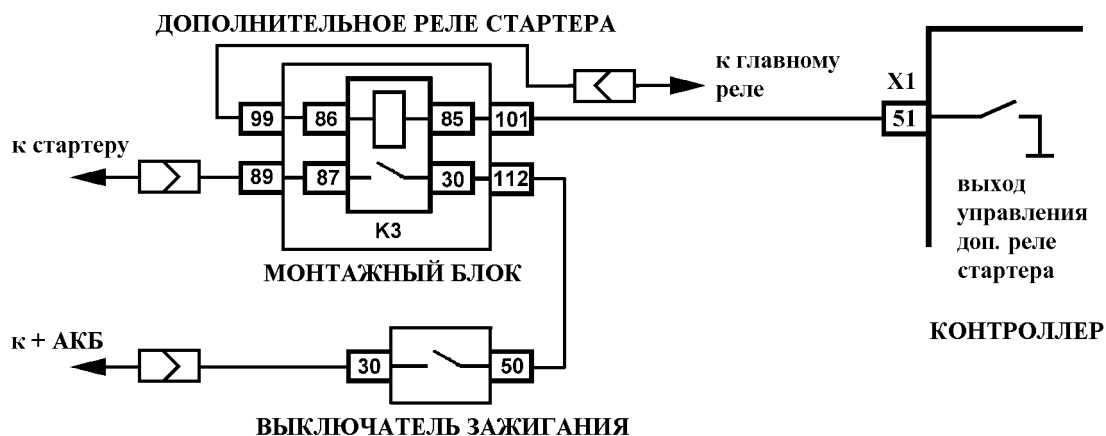 ДОПОЛНИТЕЛЬНОЕ РЕЛЕ СТАРТЕРА
к главному
реле
X1
99 86 85 101
51
к стартеру
89 87 30 112
К3
МОНТАЖНЫЙ БЛОК
выход
управления
доп. реле
стартера
КОНТРОЛЛЕР
к + АКБ
30 50
ВЫКЛЮЧАТЕЛЬ ЗАЖИГАНИЯ